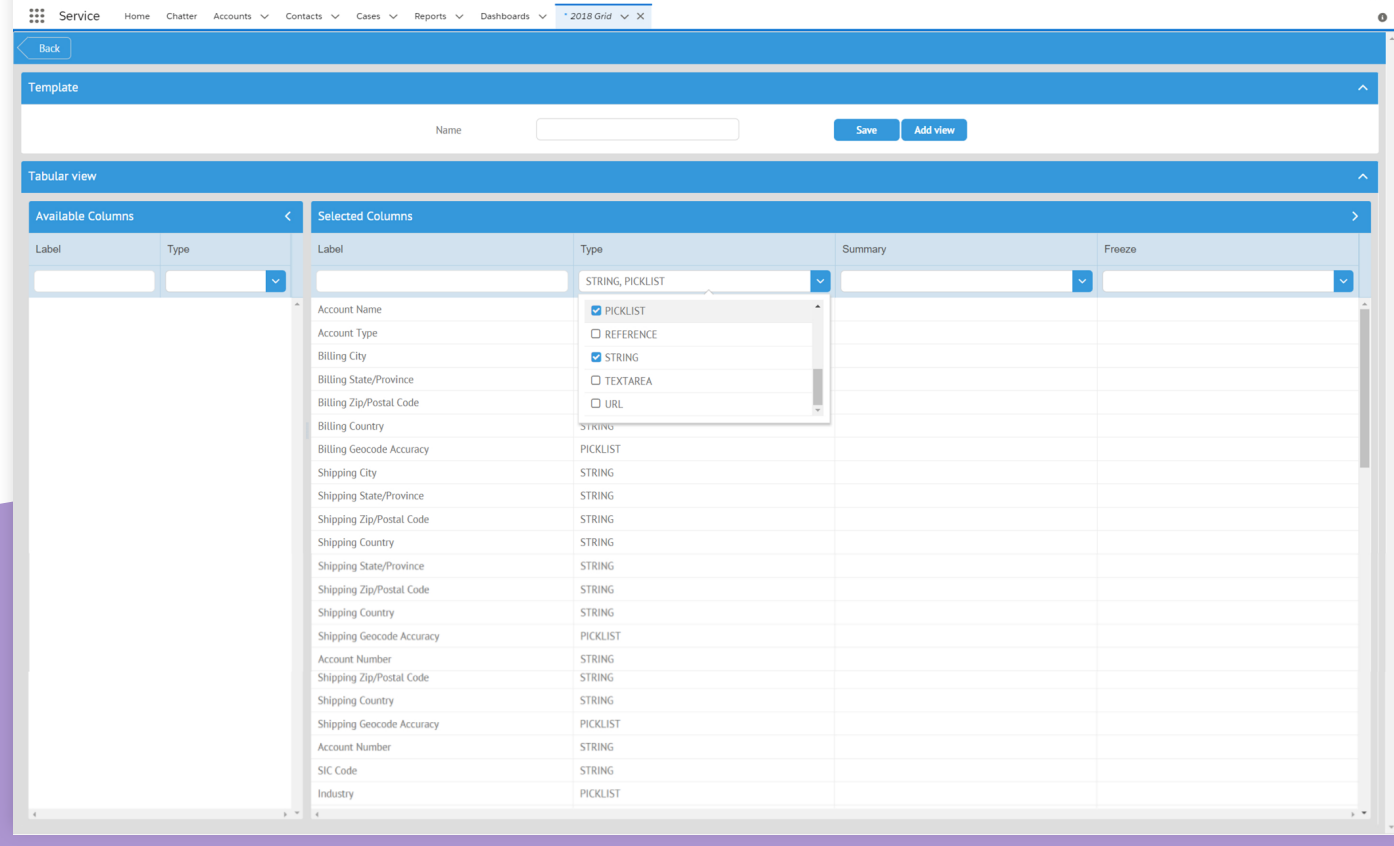 Service Home Chatter Accounts Contacts Cases Reports Dashboards * 2018 Grid
Back
Template
Name Save Add view
Tabular view
Available Columns Selected Columns
Label Type Label Type Summary Freeze
STRING, PICKLIST
Account Name PICKLIST
Account Type REFERENCE
Billing City STRING
Billing State/Province TEXTAREA
Billing Zip/Postal Code URL
Billing Country STRING
Billing Geocode Accuracy PICKLIST
Shipping City STRING
Shipping State/Province STRING
Shipping Zip/Postal Code STRING
Shipping Country STRING
Shipping State/Province STRING
Shipping Zip/Postal Code STRING
Shipping Country STRING
Shipping Geocode Accuracy PICKLIST
Account Number STRING
Shipping Zip/Postal Code STRING
Shipping Country STRING
Shipping Geocode Accuracy PICKLIST
Account Number STRING
SIC Code STRING
Industry PICKLIST